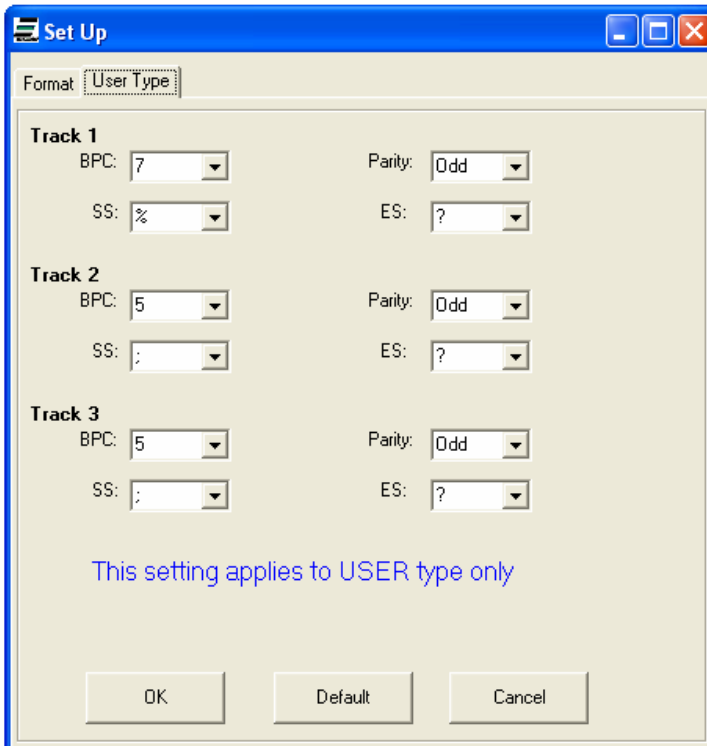 Set Up
Format User Type
Track 1
BPC: 7 Parity: Odd
SS: % ES: ?
Track 2
BPC: 5 Parity: Odd
SS: ; ES: ?
Track 3
BPC: 5 Parity: Odd
SS: ; ES: ?
This setting applies to USER type only
OK Default Cancel